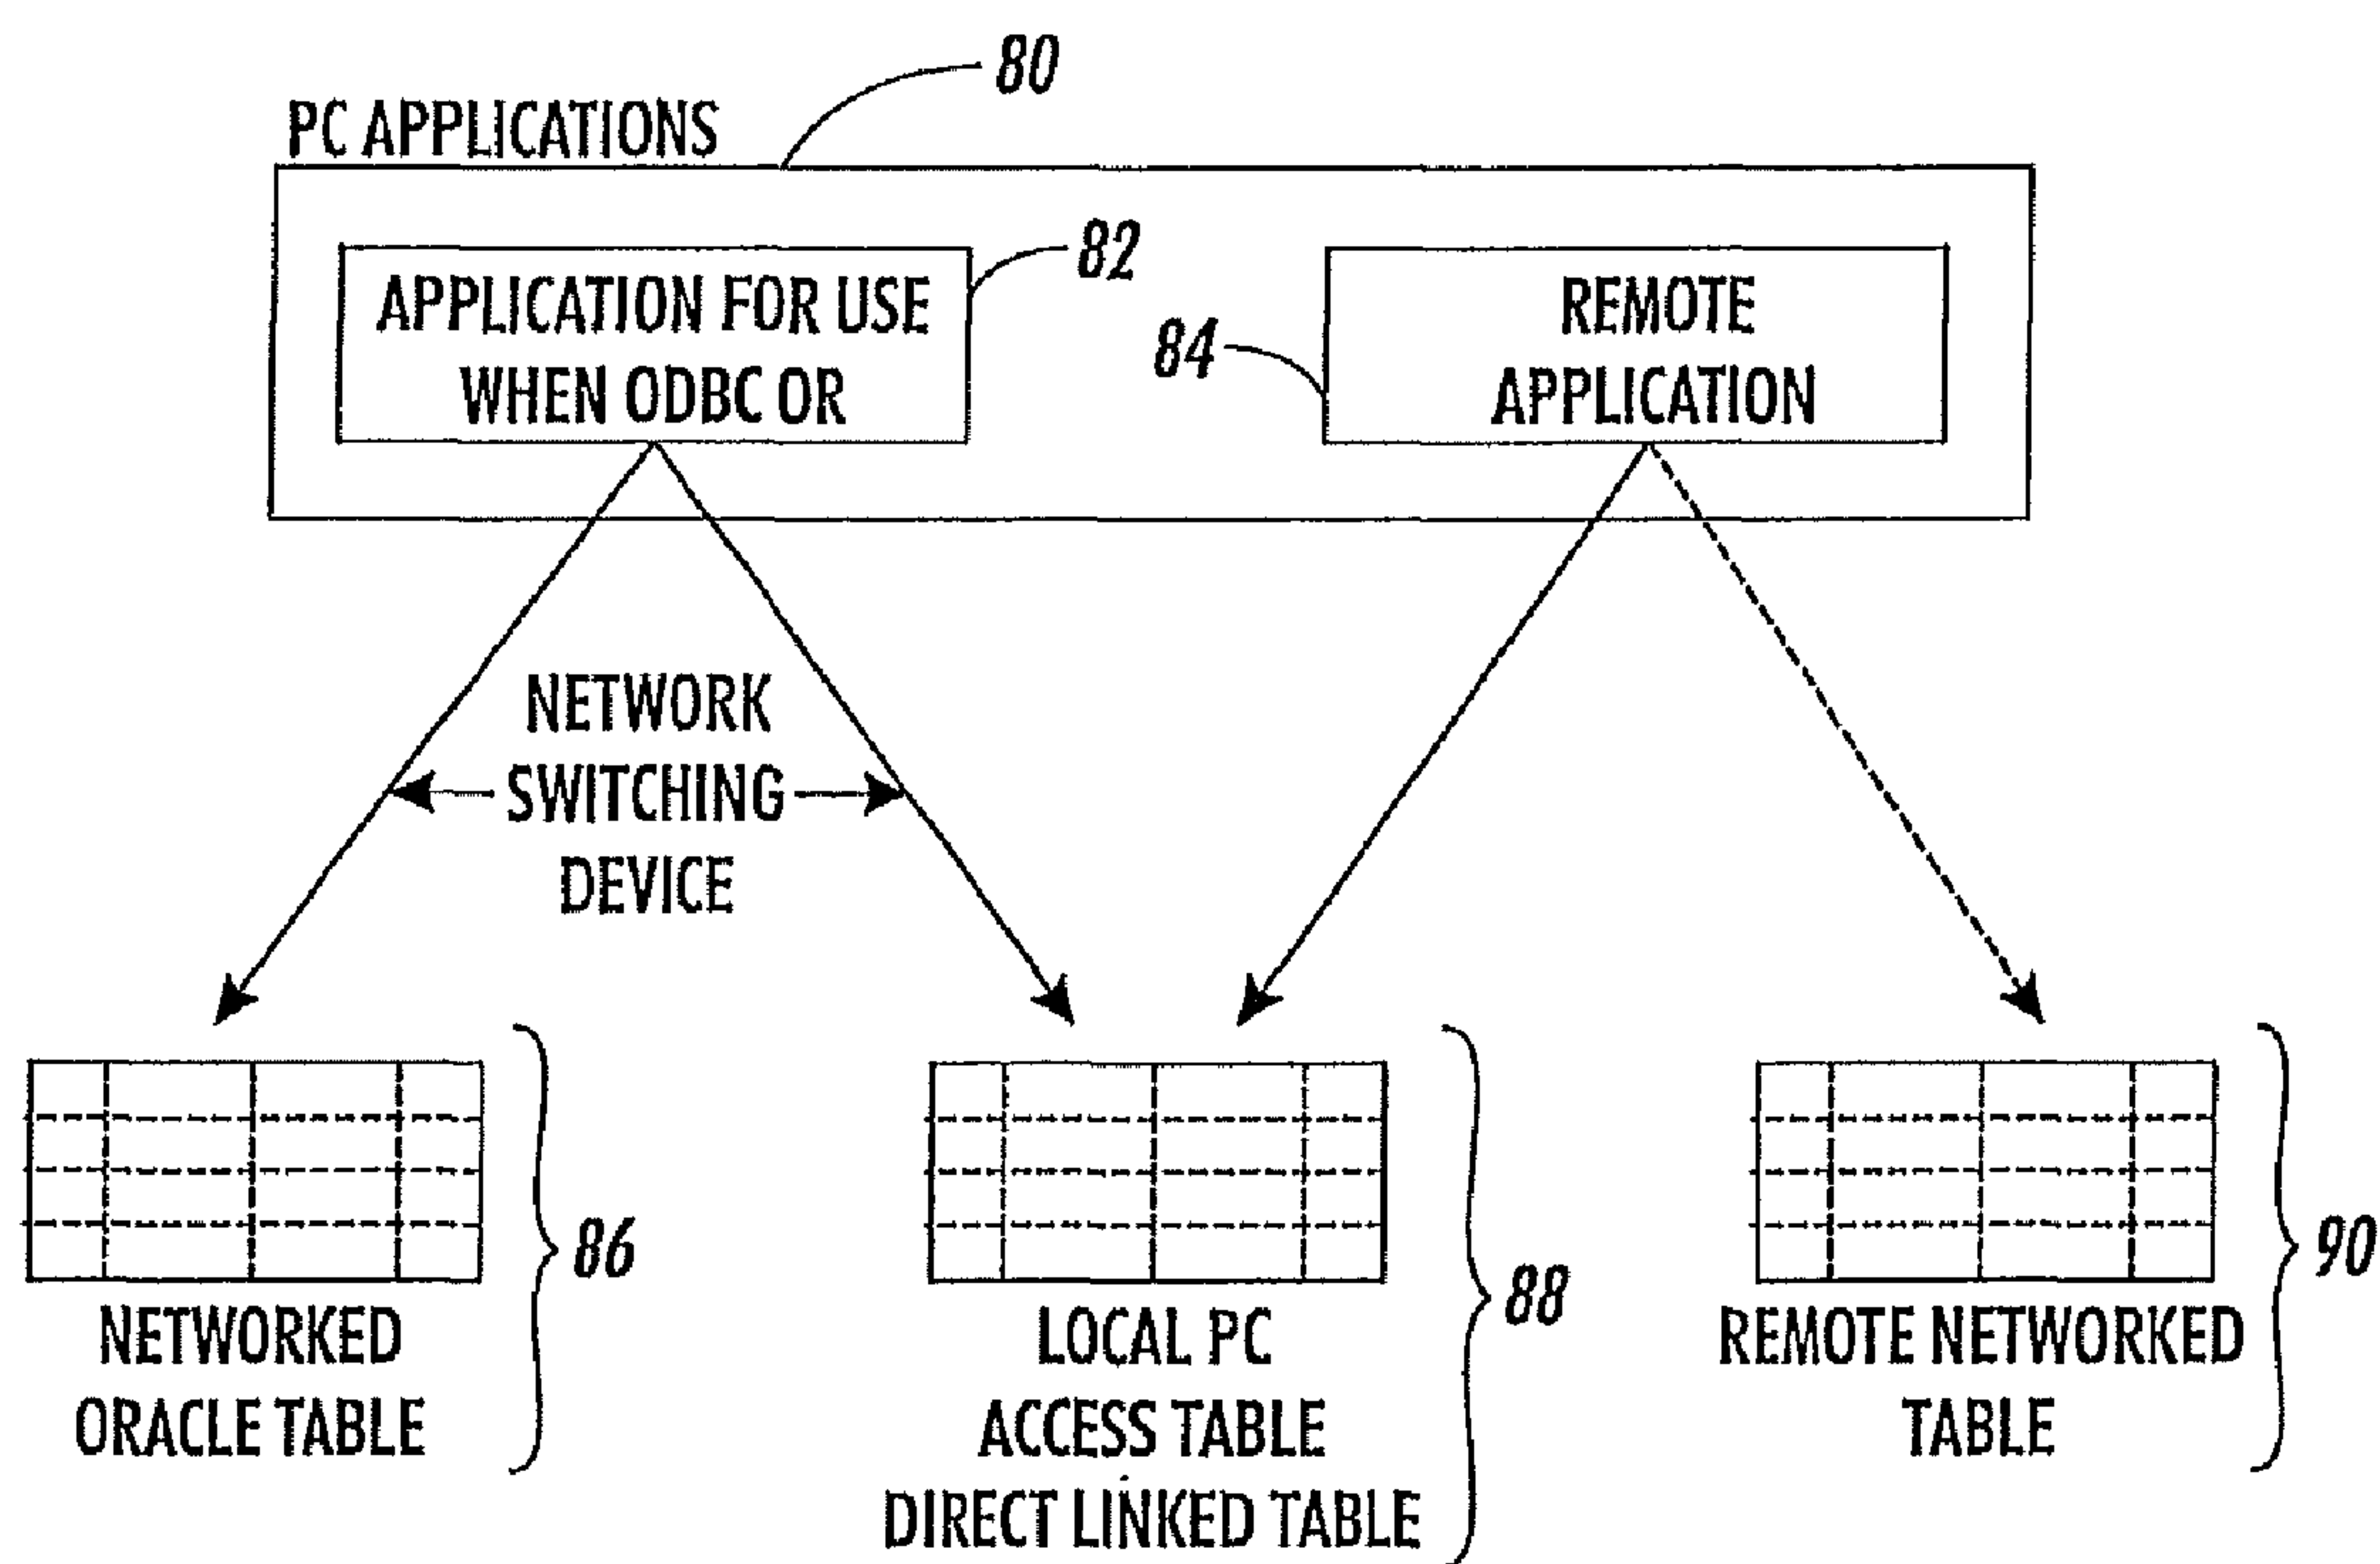 80
PC APPLICATIONS
82
APPLICATION FOR USE
WHEN ODBC OR
84
REMOTE
APPLICATION
NETWORK
SWITCHING
DEVICE
86
NETWORKED
ORACLE TABLE
88
LOCAL PC
ACCESS TABLE
DIRECT LINKED TABLE
90
REMOTE NETWORKED
TABLE